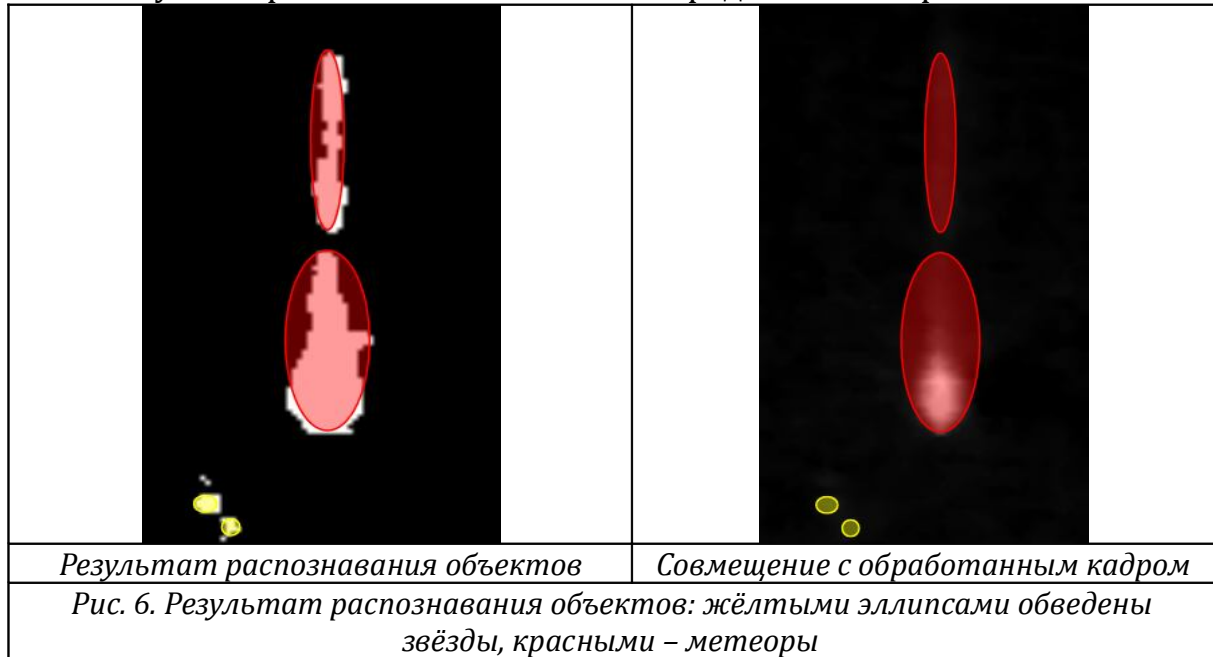 Результат распознавания объектов
Совмещение с обработанным кадром
Рис. 6. Результат распознавания объектов: жёлтыми эллипсами обведены
звёзды, красными – метеоры